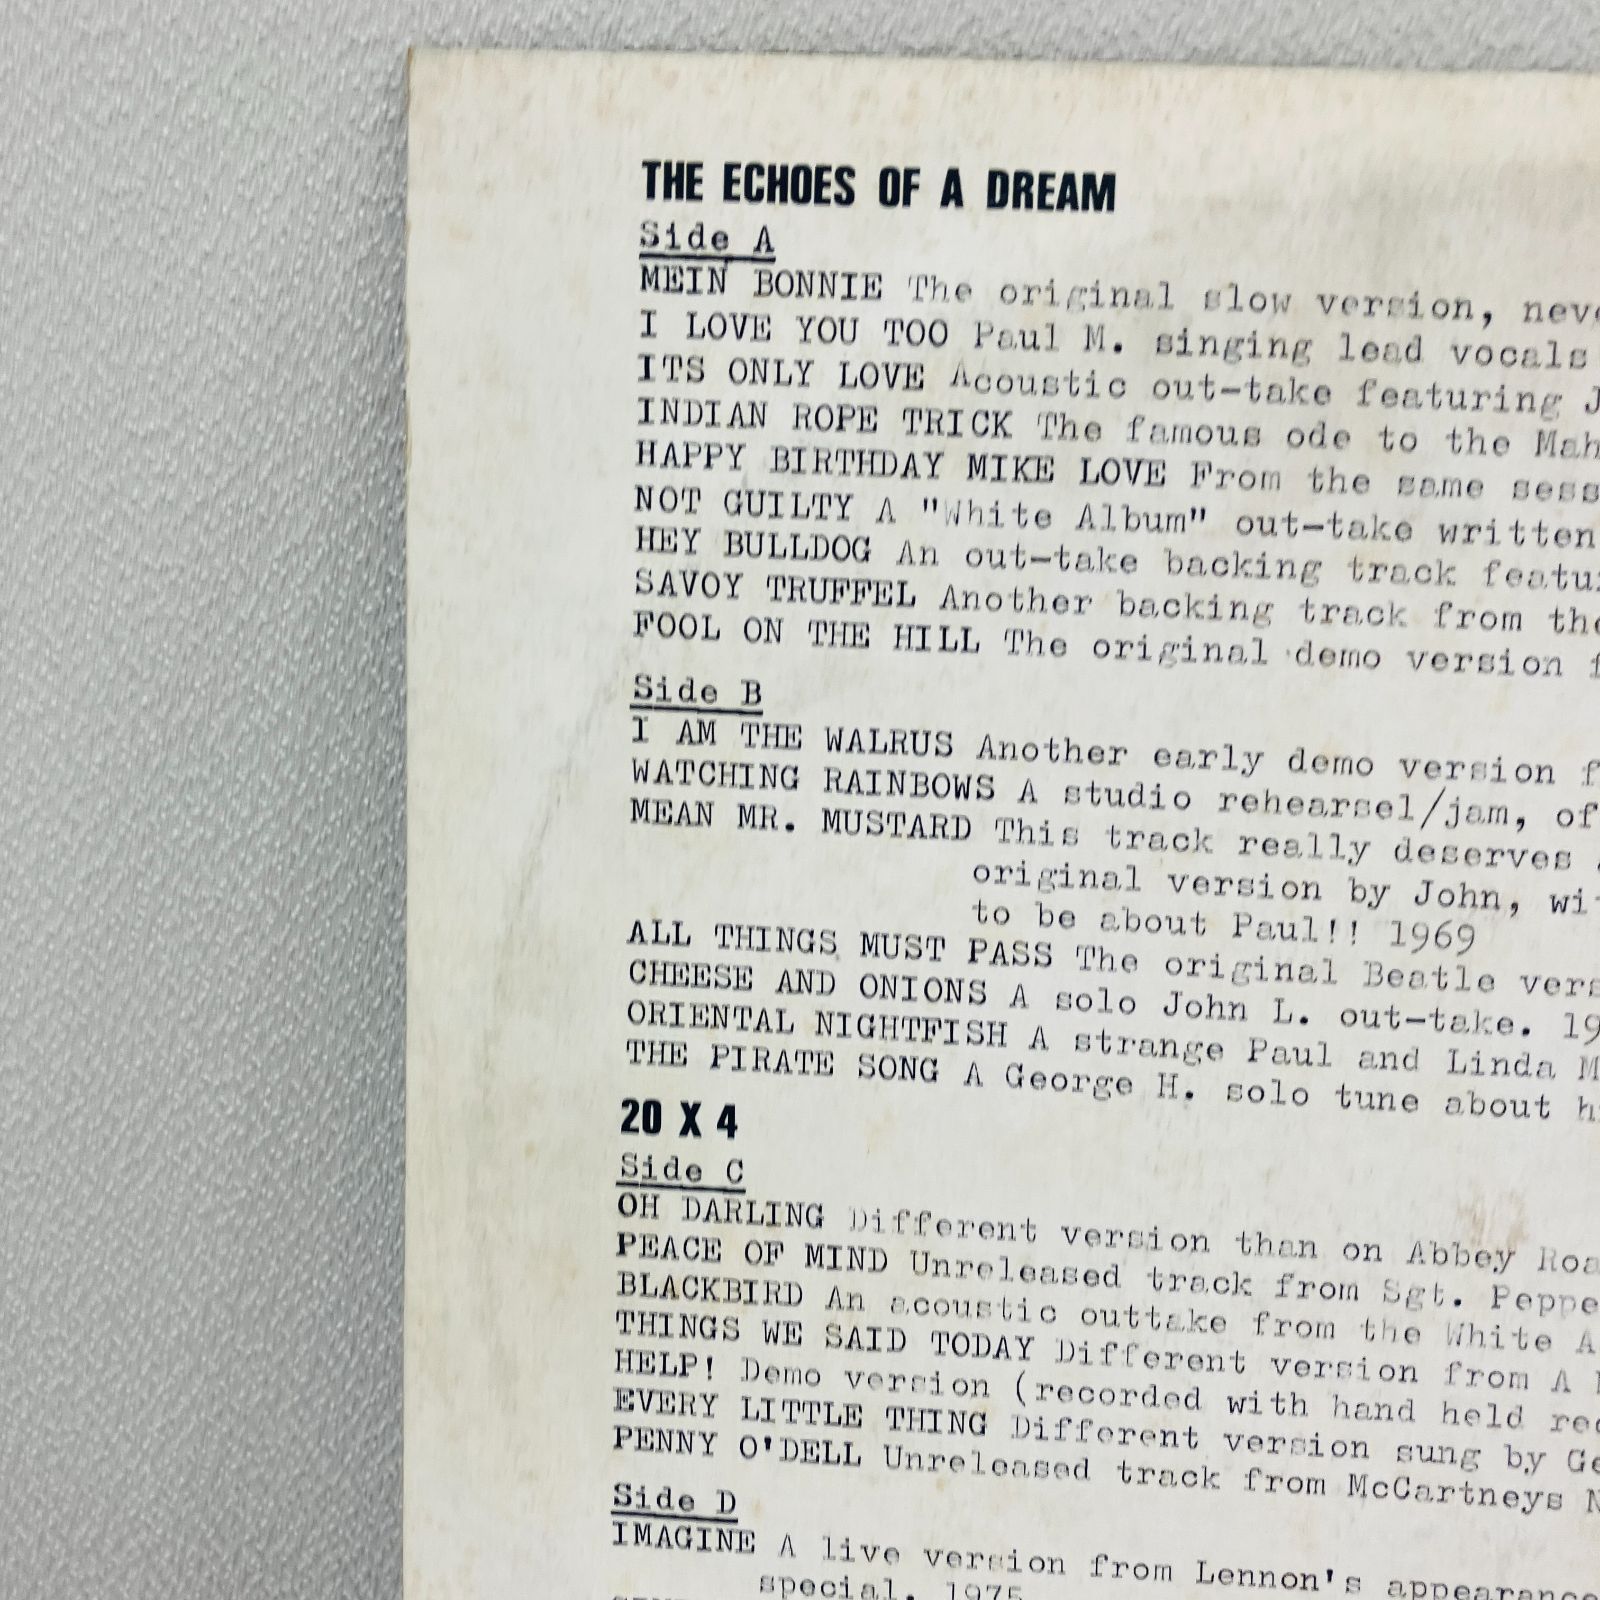 THE ECHOES OF A DREAM
Side A
MEIN BONNIE The original slow version,
I LOVE YOU TOO Paul M. singing lead vocals
ITS ONLY LOVE Acoustic out-take featuring
INDIAN ROPE TRICK The famous ode to the
HAPPY BIRTHDAY MIKE LOVE From the same
NOT GUILTY A "White Album" out-take written
HEY BULLDOG An out-take backing track
SAVOY TRUFFEL Another backing track from
FOOL ON THE HILL The original demo version
Side B
I AM THE WALRUS Another early demo version
WATCHING RAINBOWS A studio rehearsel/jam, of
MEAN MR. MUSTARD This track really deserves
original version by John,
to be about Paul!! 1969
ALL THINGS MUST PASS The original Beatle
CHEESE AND ONIONS A solo John L. out-take.
ORIENTAL NIGHTFISH A strange Paul and Linda
THE PIRATE SONG A George H. solo tune about
20 X 4
Side C
OH DARLING Different version than on Abbey
PEACE OF MIND Unreleased track from Sgt.
BLACKBIRD An acoustic outtake from the White
THINGS WE SAID TODAY Different version from A
HELP! Demo version (recorded with hand held
EVERY LITTLE THING Different version sung by
PENNY O'DELL Unreleased track from McCartneys
Side D
IMAGINE A live version from Lennon's appearance
special. 1975